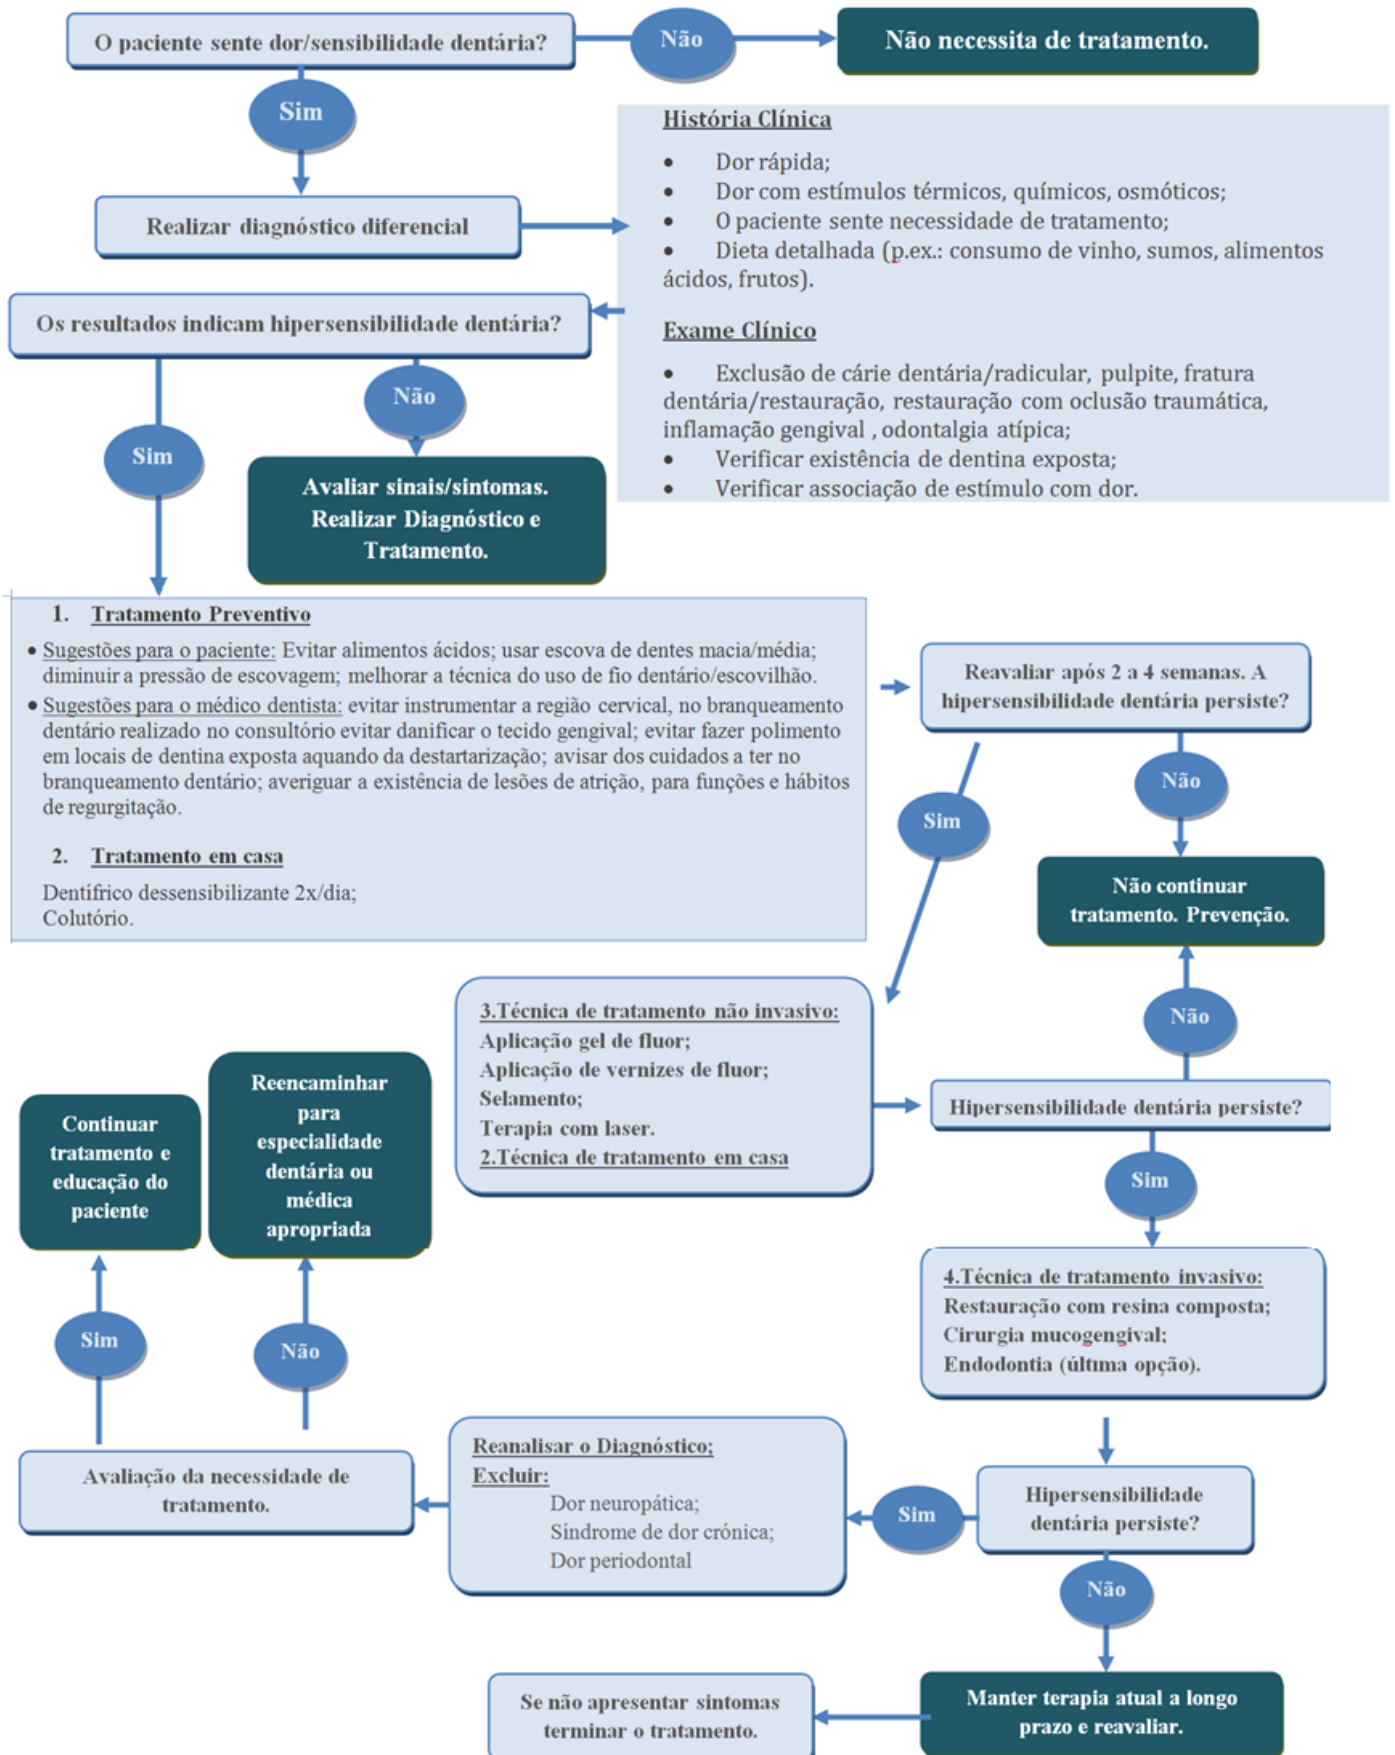 O paciente sente dor/sensibilidade dentária?
Não
Não necessita de tratamento.
Sim
Realizar diagnóstico diferencial
História Clínica
• Dor rápida;
• Dor com estímulos térmicos, químicos, osmóticos;
• O paciente sente necessidade de tratamento;
• Dieta detalhada (p.ex.: consumo de vinho, sumos, alimentos
ácidos, frutos).
Exame Clínico
• Exclusão de cárie dentária/radicular, pulpite, fratura
dentária/restauração, restauração com oclusão traumática,
inflamação gengival , odontalgia atípica;
• Verificar existência de dentina exposta;
• Verificar associação de estímulo com dor.
Os resultados indicam hipersensibilidade dentária?
Não
Sim
Avaliar sinais/sintomas.
Realizar Diagnóstico e
Tratamento.
1. Tratamento Preventivo
• Sugestões para o paciente: Evitar alimentos ácidos; usar escova de dentes macia/média;
diminuir a pressão de escovagem; melhorar a técnica do uso de fio dentário/escovilhão.
• Sugestões para o médico dentista: evitar instrumentar a região cervical, no branqueamento
dentário realizado no consultório evitar danificar o tecido gengival; evitar fazer polimento
em locais de dentina exposta aquando da destartarização; avisar dos cuidados a ter no
branqueamento dentário; averiguar a existência de lesões de atrição, para funções e hábitos
de regurgitação.
2. Tratamento em casa
Dentífrico dessensibilizante 2x/dia;
Colutório.
Reavaliar após 2 a 4 semanas. A
hipersensibilidade dentária persiste?
Não
Sim
Não continuar
tratamento. Prevenção.
Não
3.Técnica de tratamento não invasivo:
Aplicação gel de fluor;
Aplicação de vernizes de fluor;
Selamento;
Terapia com laser.
2.Técnica de tratamento em casa
Hipersensibilidade dentária persiste?
Sim
4.Técnica de tratamento invasivo:
Restauração com resina composta;
Cirurgia mucogengival;
Endodontia (última opção).
Hipersensibilidade
dentária persiste?
Sim
Reanalisar o Diagnóstico;
Excluir:
Dor neuropática;
Síndrome de dor crónica;
Dor periodontal
Avaliação da necessidade de
tratamento.
Sim
Não
Continuar
tratamento e
educação do
paciente
Reencaminhar
para
especialidade
dentária ou
médica
apropriada
Não
Manter terapia atual a longo
prazo e reavaliar.
Se não apresentar sintomas
terminar o tratamento.